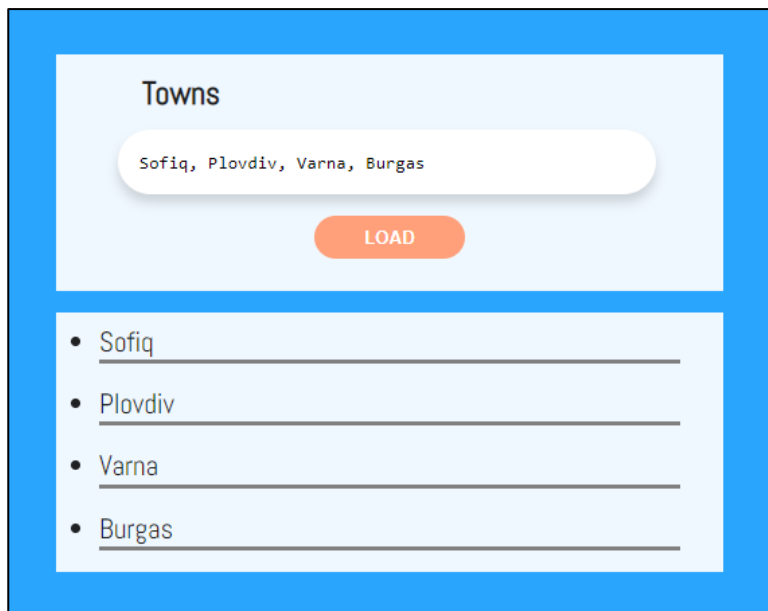 Towns
Sofiq, Plovdiv, Varna, Burgas
LOAD
Sofiq
Plovdiv
Varna
Burgas